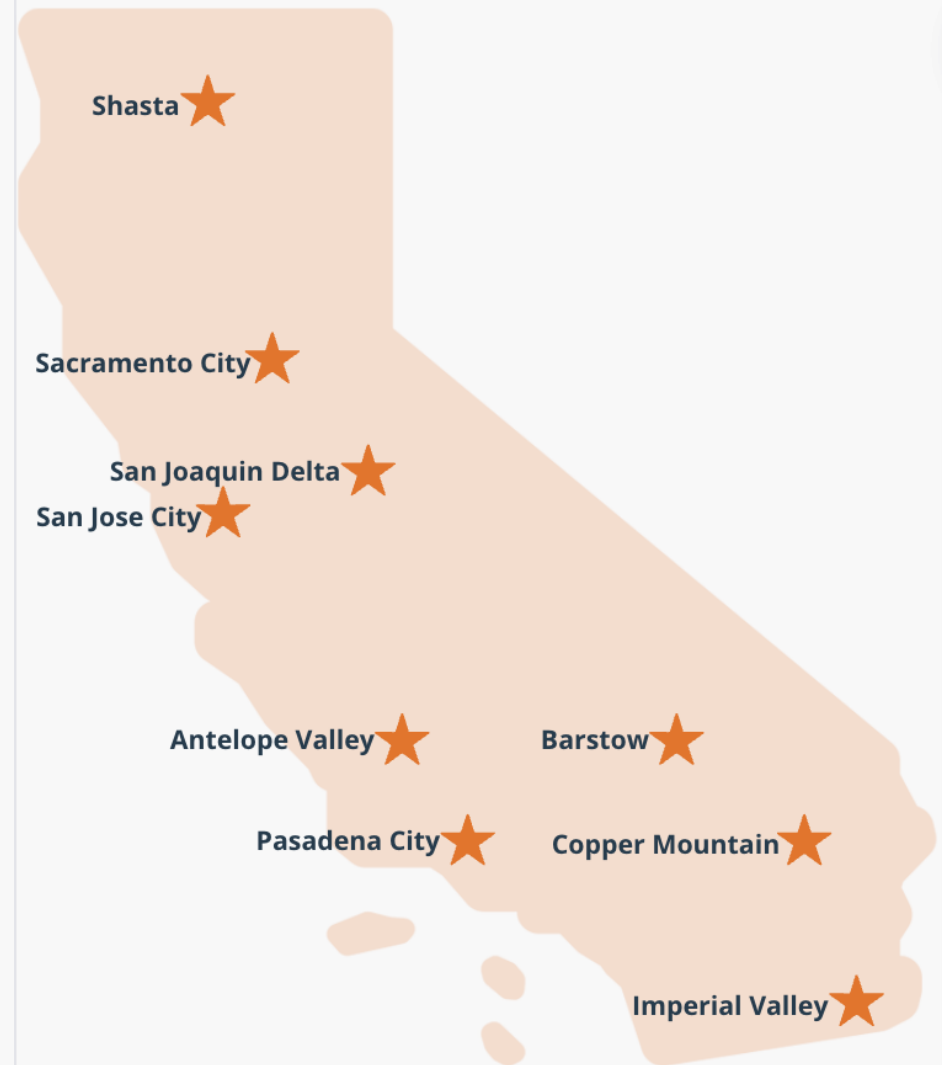 Shasta
Sacramento City
San Joaquin Delta
San Jose City
Antelope Valley
Barstow
Pasadena City
Copper Mountain
Imperial Valley